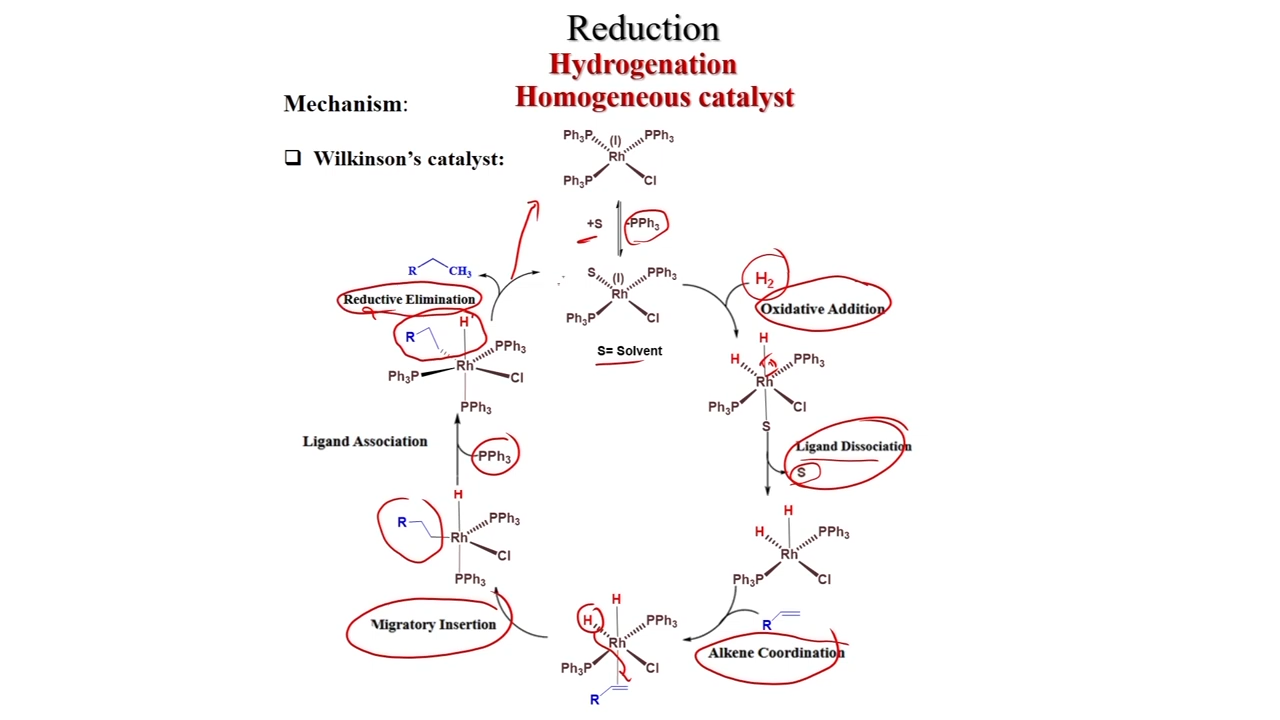 Reduction
Hydrogenation
Homogeneous catalyst
Mechanism:
❑ Wilkinson's catalyst:
Ph₃P (I) PPh₃
Rh
Ph₃P Cl
+S -PPh₃
S (I) PPh₃
Rh
Ph₃P Cl
S= Solvent
H₂
Oxidative Addition
H
H PPh₃
Rh
Ph₃P Cl
S
Ligand Dissociation
S
H
H PPh₃
Rh
Ph₃P Cl
R
Alkene Coordination
H
H PPh₃
Rh
Ph₃P Cl
R
Migratory Insertion
H
R PPh₃
Rh
Cl
PPh₃
Ligand Association
PPh₃
H
R PPh₃
Rh
Ph₃P Cl
PPh₃
Reductive Elimination
R CH₃